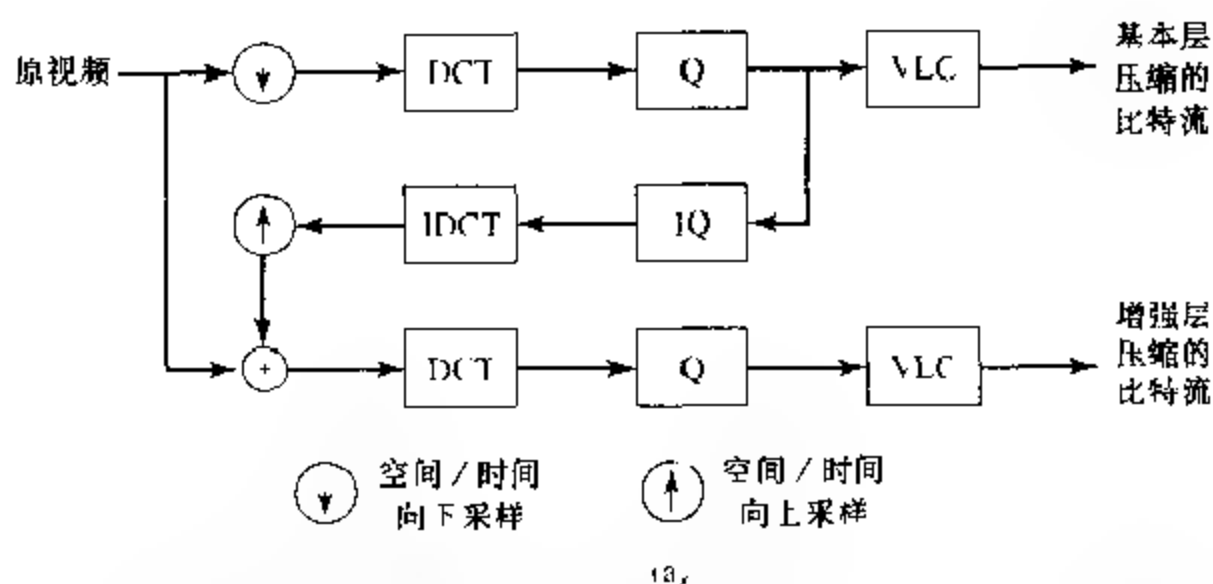 原视频
DCT
Q
VLC
基本层
压缩的
比特流
IDCT
IQ
DCT
Q
VLC
增强层
压缩的
比特流
空间/时间
向下采样
空间/时间
向上采样